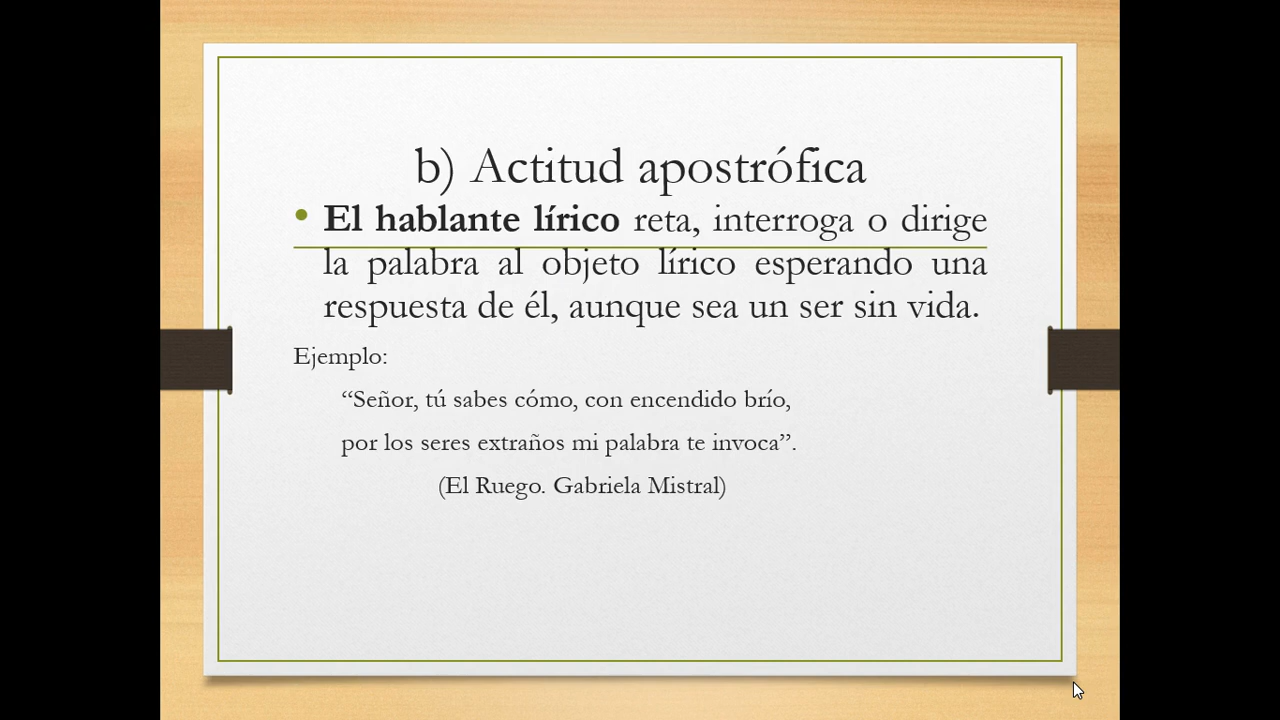 b) Actitud apostrófica
• El hablante lírico reta, interroga o dirige
la palabra al objeto lírico esperando una
respuesta de él, aunque sea un ser sin vida.
Ejemplo:
“Señor, tú sabes cómo, con encendido brío,
por los seres extraños mi palabra te invoca”.
(El Ruego. Gabriela Mistral)